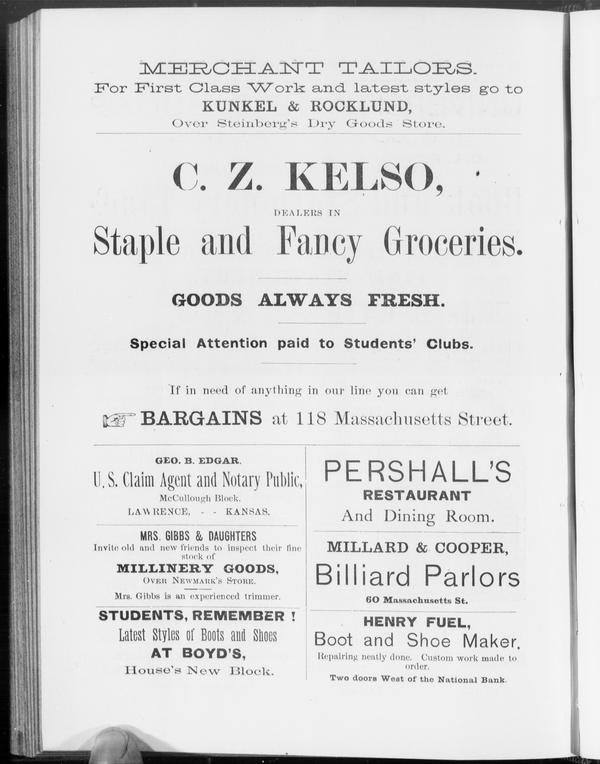 MERCHANT TAILORS.
For First Class Work and latest styles go to
KUNKEL & ROCKLUND,
Over Steinberg's Dry Goods Store.
C. Z. KELSO,
DEALERS IN
Staple and Fancy Groceries.
GOODS ALWAYS FRESH.
Special Attention paid to Students' Clubs.
If in need of anything in our line you can get
☞ BARGAINS at 118 Massachusetts Street.
GEO. B. EDGAR.
U. S. Claim Agent and Notary Public,
McCullough Block.
LAWRENCE, - - KANSAS.
MRS. GIBBS & DAUGHTERS
Invite old and new friends to inspect their fine
stock of
MILLINERY GOODS,
OVER NEWMARK'S STORE.
Mrs. Gibbs is an experienced trimmer.
STUDENTS, REMEMBER !
Latest Styles of Boots and Shoes
AT BOYD'S,
House's New Block.
PERSHALL'S
RESTAURANT
And Dining Room.
MILLARD & COOPER,
Billiard Parlors
60 Massachusetts St.
HENRY FUEL,
Boot and Shoe Maker.
Repairing neatly done. Custom work made to
order.
Two doors West of the National Bank.